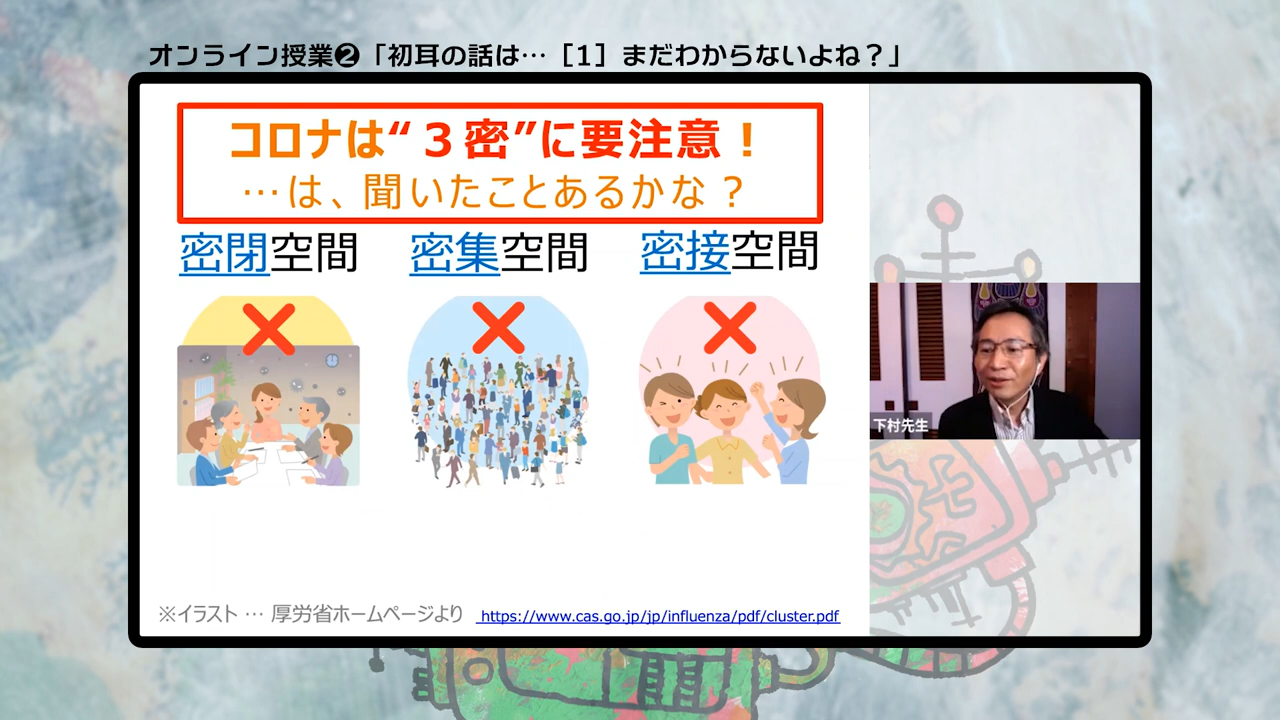 オンライン授業❷「初耳の話は…［1］まだわからないよね？」
コロナは“３密”に要注意！
…は、聞いたことあるかな？
密閉空間 密集空間 密接空間
下村先生
※イラスト … 厚労省ホームページより https://www.cas.go.jp/jp/influenza/pdf/cluster.pdf